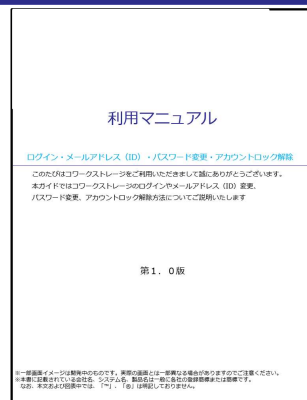 利用マニュアル
ログイン・メールアドレス（ID）・パスワード変更・アカウントロック解除
このたびはコワークストレージをご利用いただきまして誠にありがとうございます。
本ガイドではコワークストレージのログインやメールアドレス（ID）変更、
パスワード変更、アカウントロック解除方法についてご説明いたします
第１．０版
※一部画面イメージは開発中のものです。実際の画面とは一部異なる場合がありますのでご注意ください。
※本書に記載されている会社名、システム名、製品名は一般に各社の登録商標または商標です。
なお、本文および図表中では、「™」、「®」は明記しておりません。